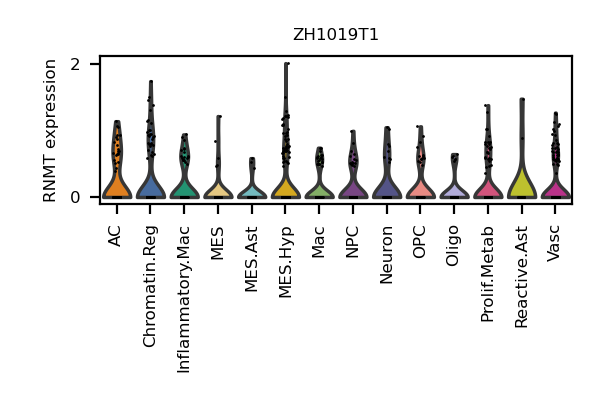 ZH1019T1
RNMT expression
2
0
AC
Chromatin.Reg
Inflammatory.Mac
MES
MES.Ast
MES.Hyp
Mac
NPC
Neuron
OPC
Oligo
Prolif.Metab
Reactive.Ast
Vasc